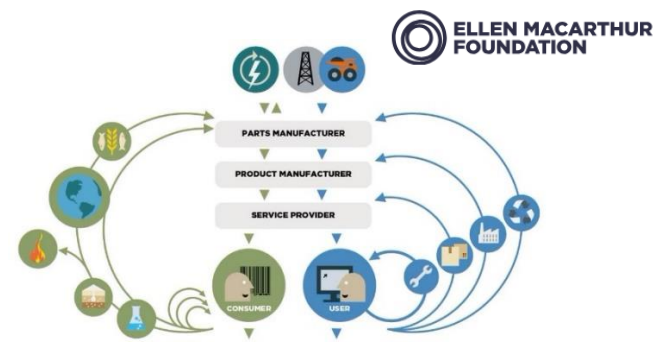 ELLEN MACARTHUR
FOUNDATION
PARTS MANUFACTURER
PRODUCT MANUFACTURER
SERVICE PROVIDER
CONSUMER
USER